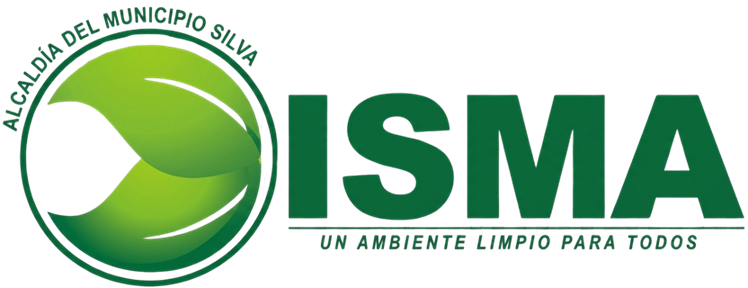 ALCALDÍA DEL MUNICIPIO SILVA
ISMA
UN AMBIENTE LIMPIO PARA TODOS